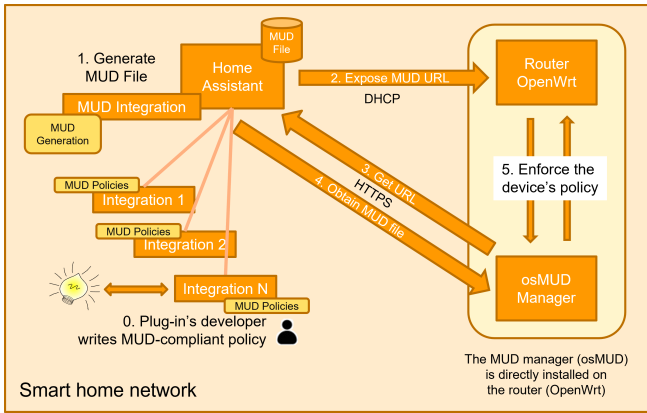 MUD
File
1. Generate
MUD File
Home
Assistant
MUD Integration
MUD
Generation
2. Expose MUD URL
DHCP
Router
OpenWrt
3. Get URL
HTTPS
4. Obtain MUD file
5. Enforce the
device's policy
MUD Policies
Integration 1
MUD Policies
Integration 2
Integration N
MUD Policies
osMUD
Manager
0. Plug-in's developer
writes MUD-compliant policy
The MUD manager (osMUD)
is directly installed on
the router (OpenWrt)
Smart home network